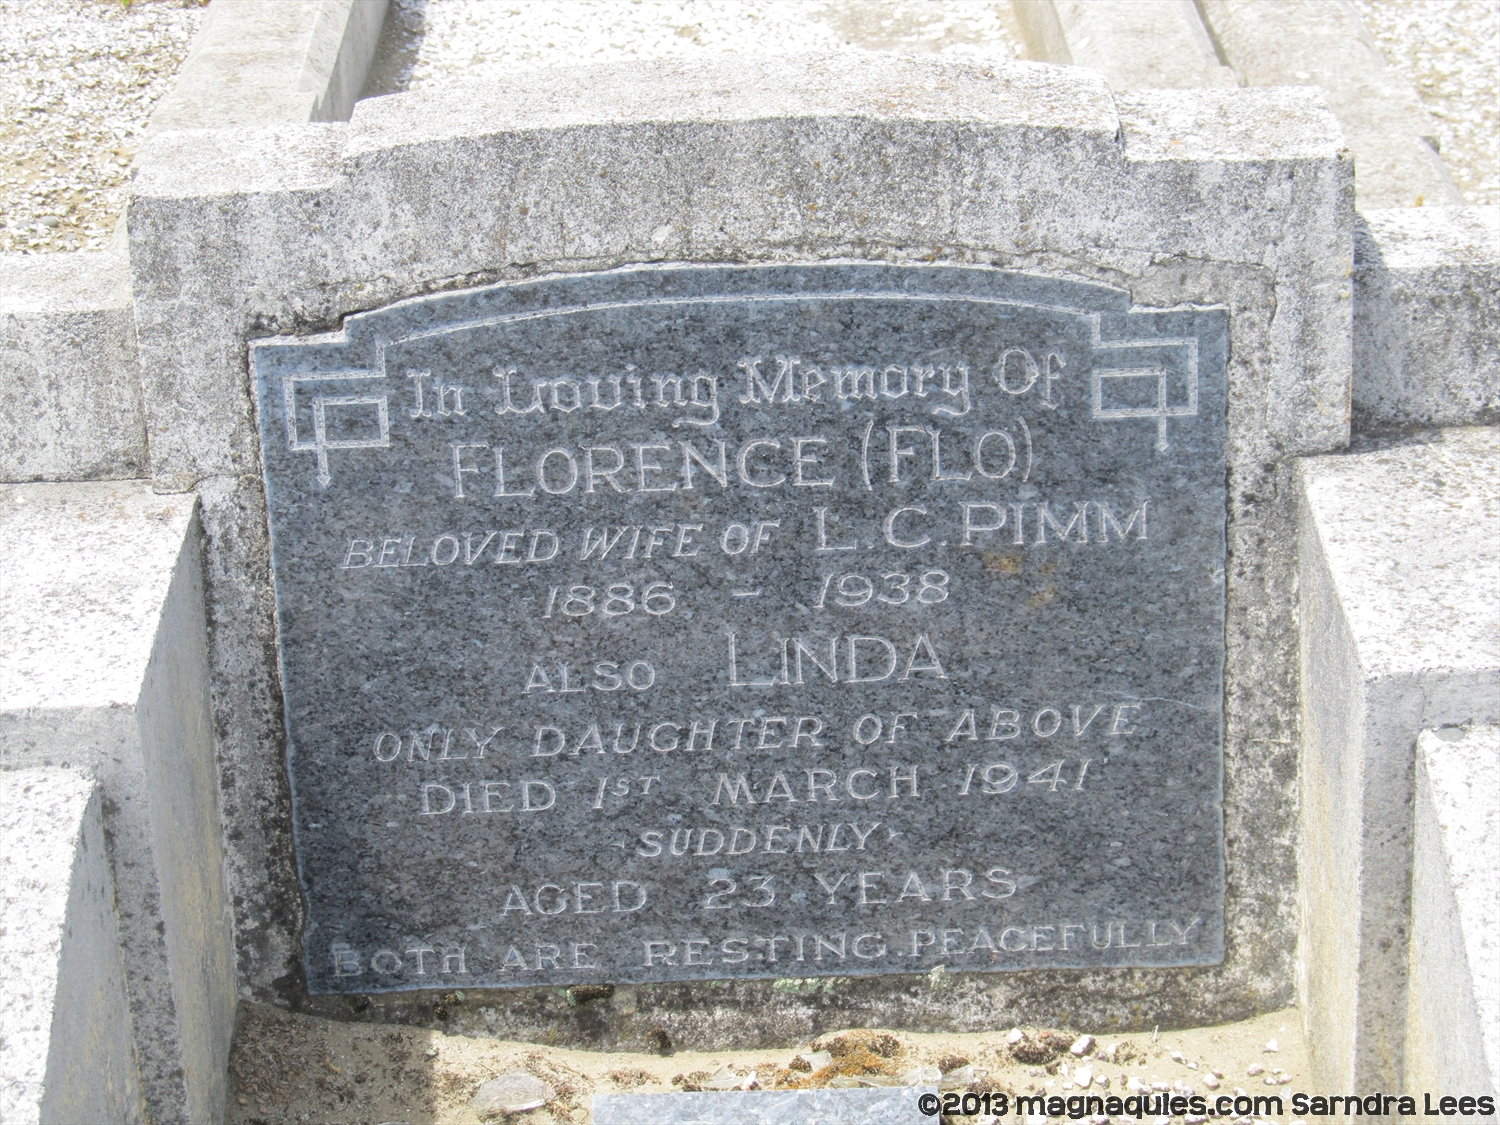 In Loving Memory Of
FLORENCE (FLO)
BELOVED WIFE OF L. C. PIMM
1886 - 1938
ALSO LINDA
ONLY DAUGHTER OF ABOVE
DIED 1ST MARCH 1941
SUDDENLY
AGED 23 YEARS
BOTH ARE RESTING PEACEFULLY
©2013 magnaqules.com Sarndra Lees